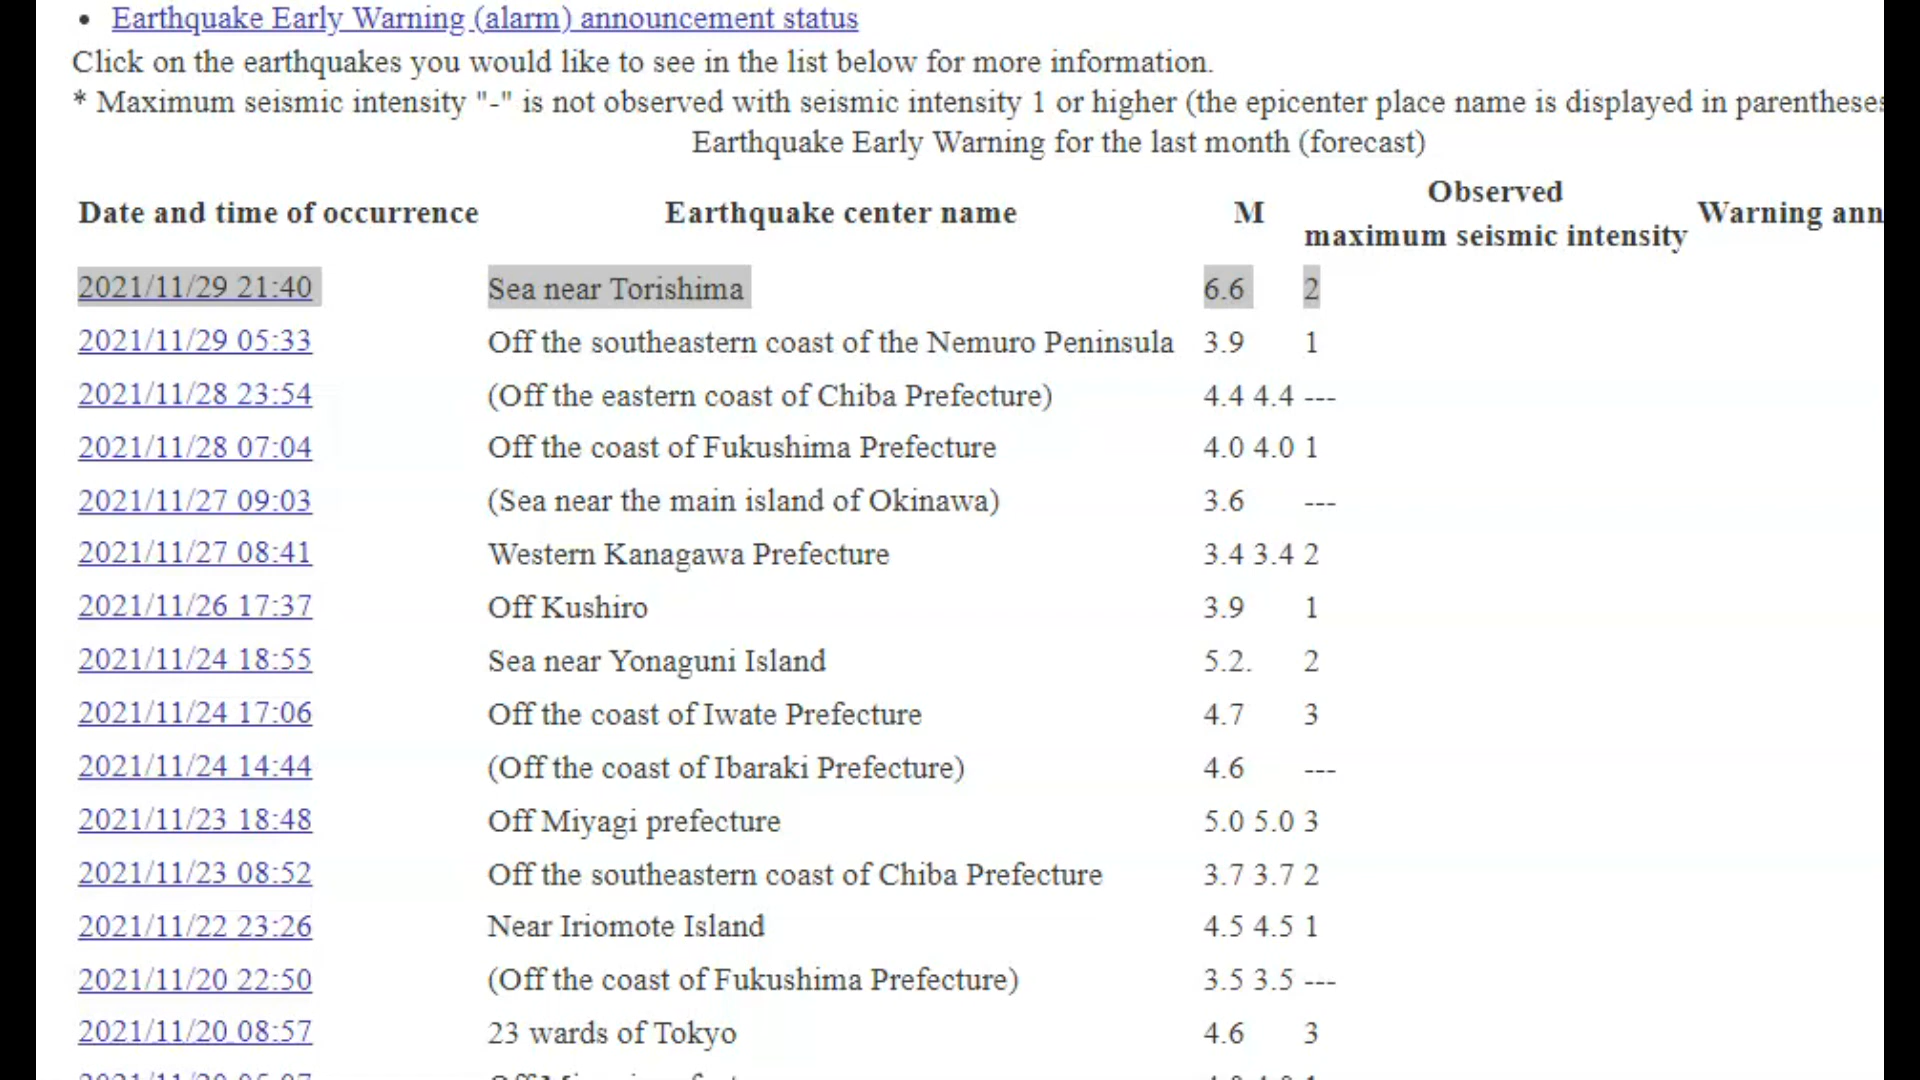 Earthquake Early Warning (alarm) announcement status
Click on the earthquakes you would like to see in the list below for more information.
* Maximum seismic intensity "-" is not observed with seismic intensity 1 or higher (the epicenter place name is displayed in parentheses
Earthquake Early Warning for the last month (forecast)
Date and time of occurrence Earthquake center name M Observed maximum seismic intensity Warning ann
2021/11/29 21:40 Sea near Torishima 6.6 2
2021/11/29 05:33 Off the southeastern coast of the Nemuro Peninsula 3.9 1
2021/11/28 23:54 (Off the eastern coast of Chiba Prefecture) 4.4 4.4 ---
2021/11/28 07:04 Off the coast of Fukushima Prefecture 4.0 4.0 1
2021/11/27 09:03 (Sea near the main island of Okinawa) 3.6 ---
2021/11/27 08:41 Western Kanagawa Prefecture 3.4 3.4 2
2021/11/26 17:37 Off Kushiro 3.9 1
2021/11/24 18:55 Sea near Yonaguni Island 5.2. 2
2021/11/24 17:06 Off the coast of Iwate Prefecture 4.7 3
2021/11/24 14:44 (Off the coast of Ibaraki Prefecture) 4.6 ---
2021/11/23 18:48 Off Miyagi prefecture 5.0 5.0 3
2021/11/23 08:52 Off the southeastern coast of Chiba Prefecture 3.7 3.7 2
2021/11/22 23:26 Near Iriomote Island 4.5 4.5 1
2021/11/20 22:50 (Off the coast of Fukushima Prefecture) 3.5 3.5 ---
2021/11/20 08:57 23 wards of Tokyo 4.6 3